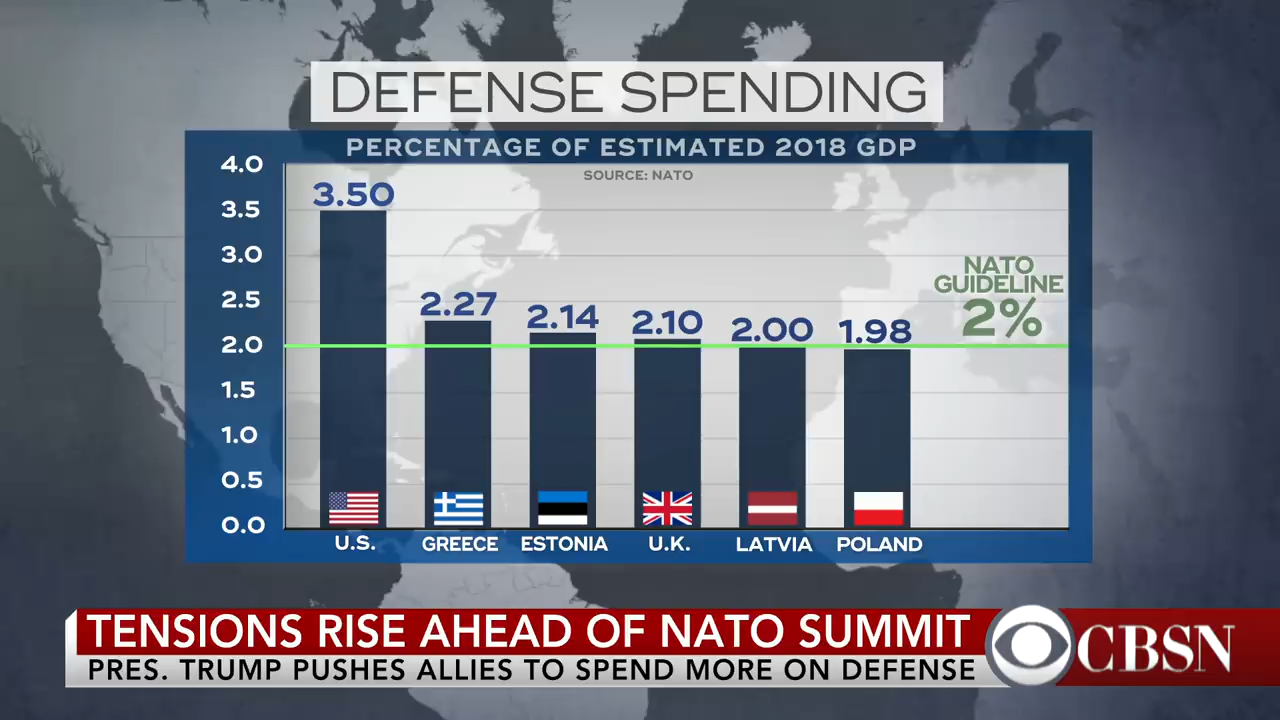 DEFENSE SPENDING
PERCENTAGE OF ESTIMATED 2018 GDP
SOURCE: NATO
4.0
3.5
3.0
2.5
2.0
1.5
1.0
0.5
0.0
3.50
2.27
2.14
2.10
2.00
1.98
NATO
GUIDELINE
2%
U.S. GREECE ESTONIA U.K. LATVIA POLAND
TENSIONS RISE AHEAD OF NATO SUMMIT
PRES. TRUMP PUSHES ALLIES TO SPEND MORE ON DEFENSE
CBSN